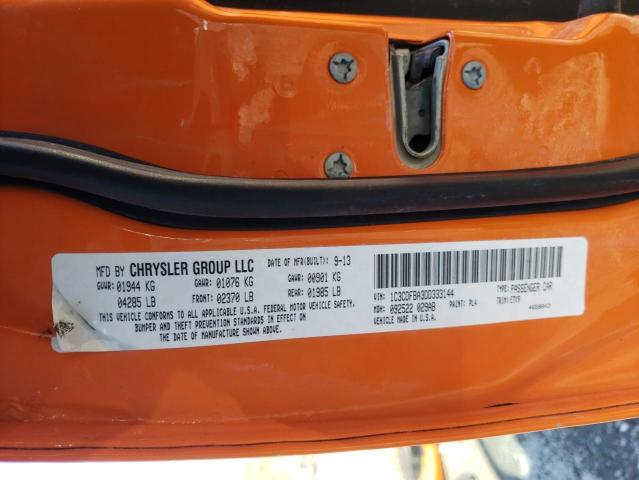 MFD BY CHRYSLER GROUP LLC DATE OF MFR(BUILT): 9-13
GVWR: 01944 KG GAWR: 01076 KG GAWR: 00901 KG
04285 LB FRONT: 02370 LB REAR: 01985 LB
THIS VEHICLE CONFORMS TO ALL APPLICABLE U.S.A. FEDERAL MOTOR VEHICLE SAFETY,
BUMPER AND THEFT PREVENTION STANDARDS IN EFFECT ON
THE DATE OF MANUFACTURE SHOWN ABOVE.
VIN: 1C3CDFBA3DD333144 TYPE: PASSENGER CAR
MDH: 092522 029AB PAINT: PL4 TRIM:
VEHICLE MADE IN U.S.A.